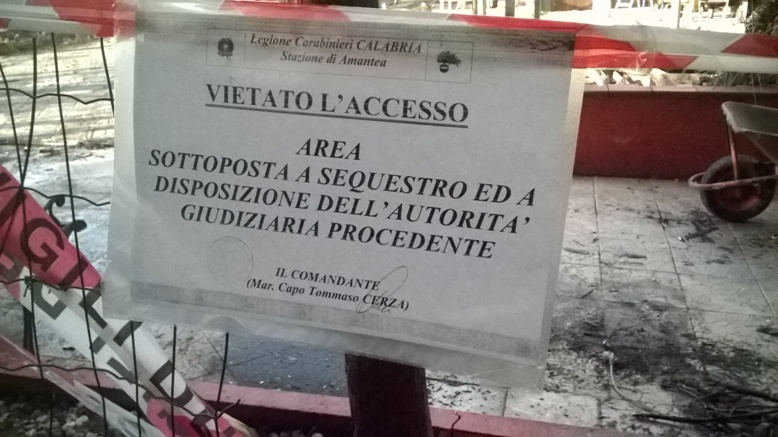 Legione Carabinieri CALABRIA
Stazione di Amantea
VIETATO L'ACCESSO
AREA
SOTTOPOSTA A SEQUESTRO ED A
DISPOSIZIONE DELL'AUTORITA'
GIUDIZIARIA PROCEDENTE
IL COMANDANTE
(Mar. Capo Tommaso CERZA)
VIGILI D